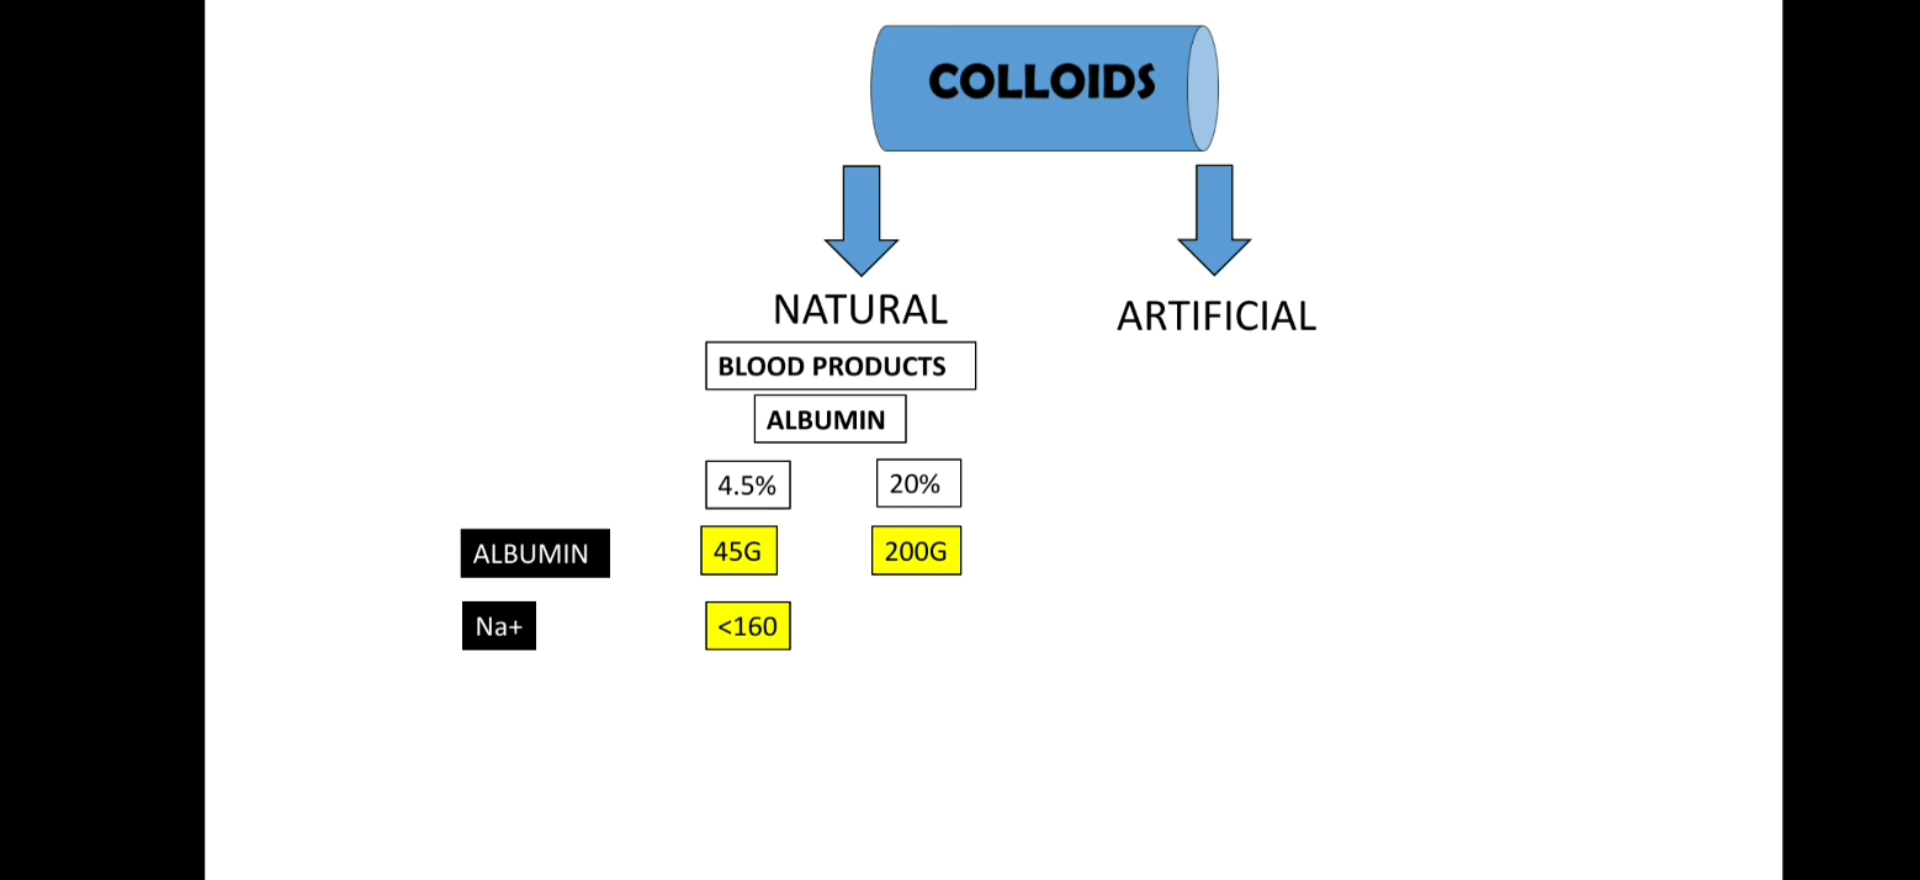 COLLOIDS
NATURAL
ARTIFICIAL
BLOOD PRODUCTS
ALBUMIN
4.5%
20%
ALBUMIN
45G
200G
Na+
<160